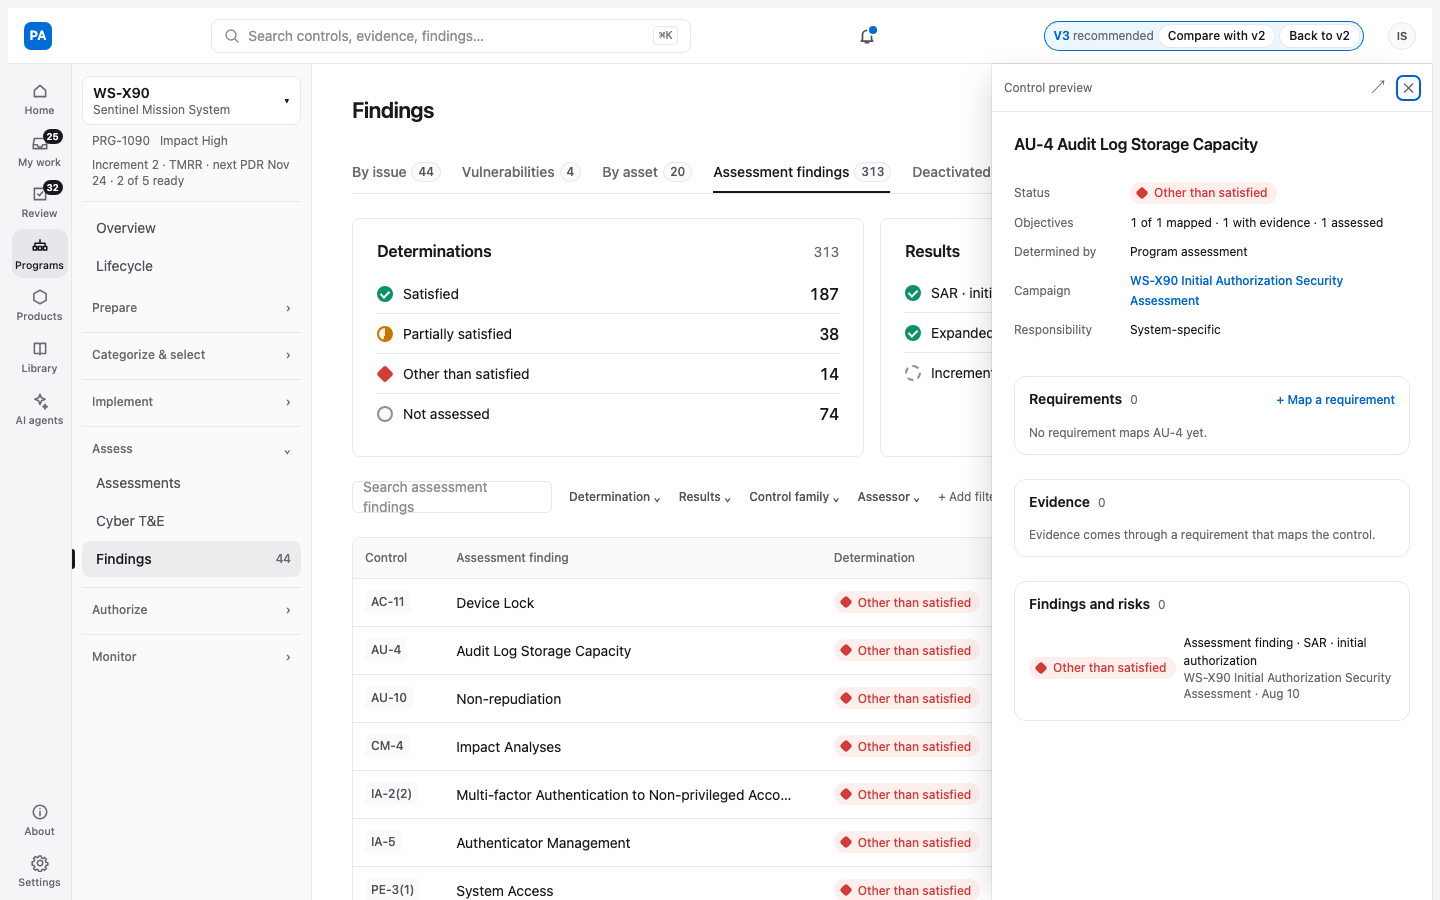 PA
Search controls, evidence, findings...
⌘K
V3 recommended
Compare with v2
Back to v2
IS
Home
25
My work
32
Review
Programs
Products
Library
AI agents
About
Settings
WS-X90
Sentinel Mission System
PRG-1090 Impact High
Increment 2 · TMRR · next PDR Nov
24 · 2 of 5 ready
Overview
Lifecycle
Prepare
Categorize & select
Implement
Assess
Assessments
Cyber T&E
Findings 44
Authorize
Monitor
Findings
By issue 44
Vulnerabilities 4
By asset 20
Assessment findings 313
Deactivated
Determinations 313
Satisfied 187
Partially satisfied 38
Other than satisfied 14
Not assessed 74
Results
SAR · initi
Expanded
Increment
Search assessment
findings
Determination
Results
Control family
Assessor
+ Add filte
Control Assessment finding Determination
AC-11 Device Lock Other than satisfied
AU-4 Audit Log Storage Capacity Other than satisfied
AU-10 Non-repudiation Other than satisfied
CM-4 Impact Analyses Other than satisfied
IA-2(2) Multi-factor Authentication to Non-privileged Acco... Other than satisfied
IA-5 Authenticator Management Other than satisfied
PE-3(1) System Access Other than satisfied
Control preview
AU-4 Audit Log Storage Capacity
Status Other than satisfied
Objectives 1 of 1 mapped · 1 with evidence · 1 assessed
Determined by Program assessment
Campaign WS-X90 Initial Authorization Security
Assessment
Responsibility System-specific
Requirements 0
+ Map a requirement
No requirement maps AU-4 yet.
Evidence 0
Evidence comes through a requirement that maps the control.
Findings and risks 0
Other than satisfied
Assessment finding · SAR · initial
authorization
WS-X90 Initial Authorization Security
Assessment · Aug 10